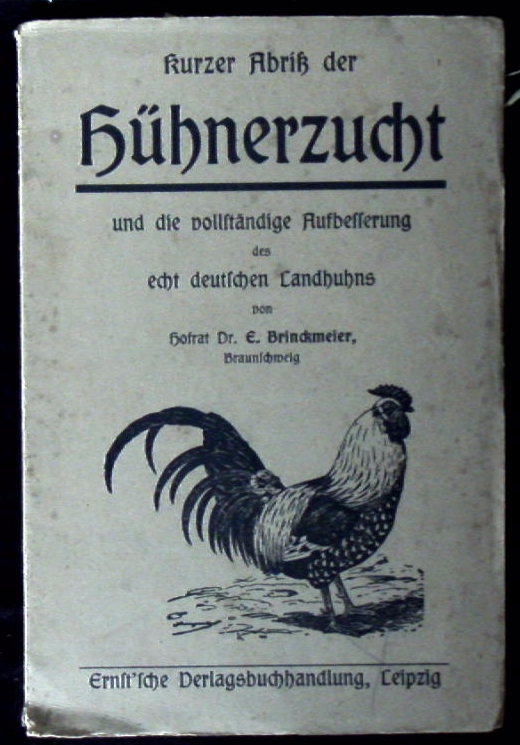 Kurzer Abriß der
Hühnerzucht
und die vollständige Aufbesserung
des
echt deutschen Landhuhns
von
Hofrat Dr. E. Brinckmeier,
Braunschweig
Ernst'sche Verlagsbuchhandlung, Leipzig